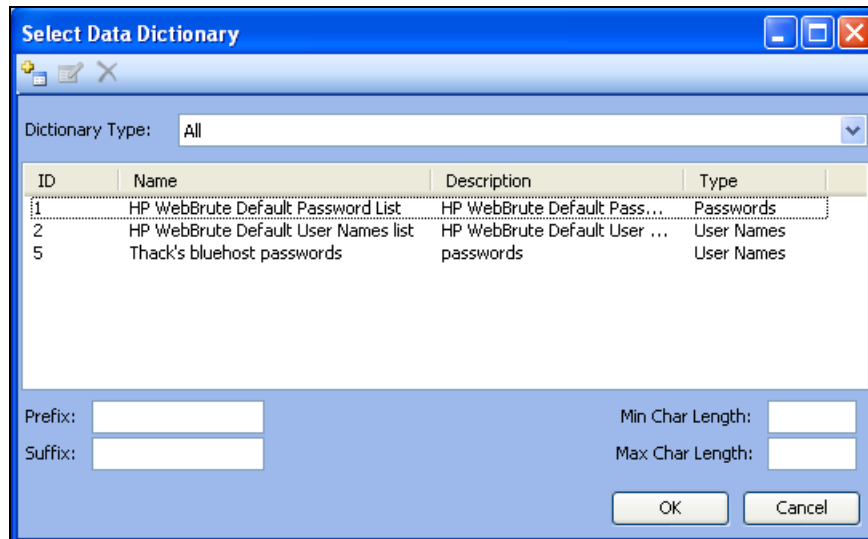 Select Data Dictionary
Dictionary Type: All
ID Name Description Type
1 HP WebBrute Default Password List HP WebBrute Default Pass... Passwords
2 HP WebBrute Default User Names list HP WebBrute Default User ... User Names
5 Thack's bluehost passwords passwords User Names
Prefix: Min Char Length:
Suffix: Max Char Length:
OK Cancel